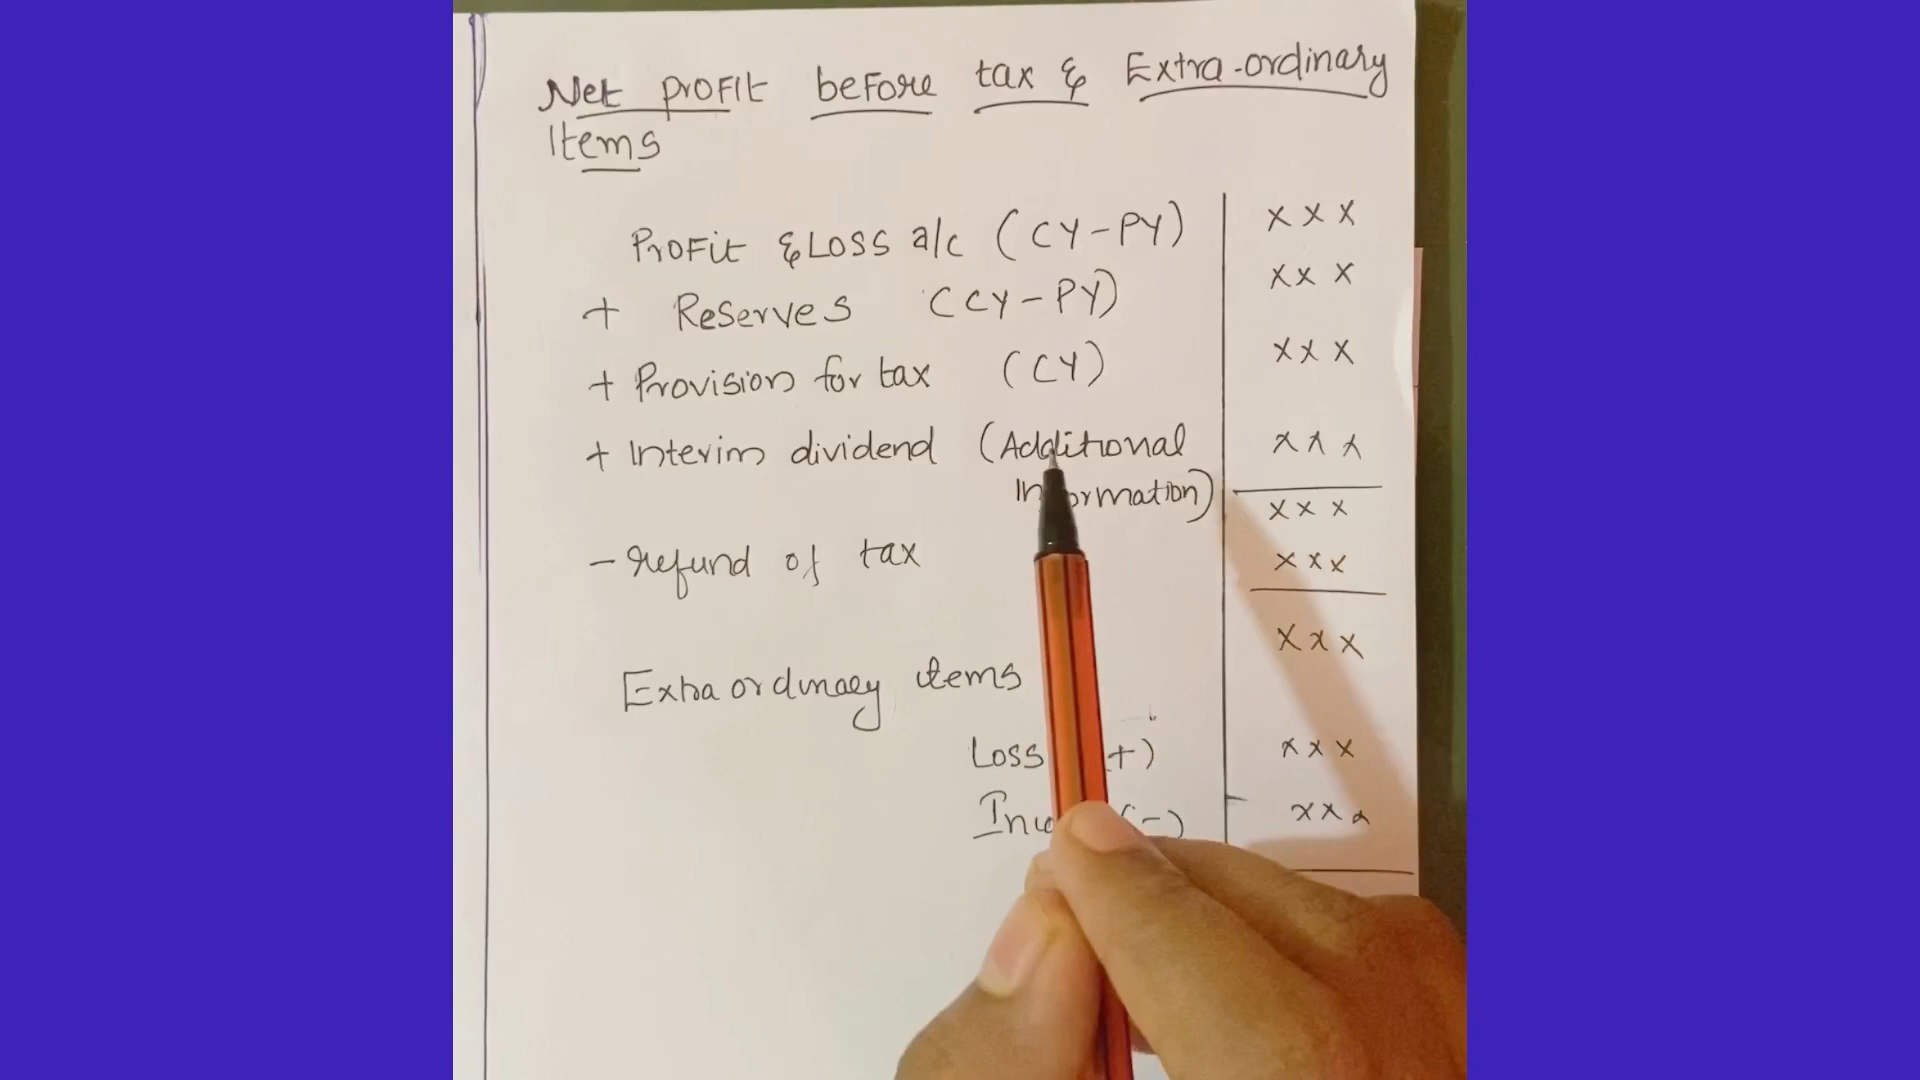 Net profit before tax & Extra-ordinary
Items
Profit & Loss a/c (CY-PY) xxx
+ Reserves (CY-PY) xxx
+ Provision for tax (CY) xxx
+ Interim dividend (Additional xxx
Information)
xxx
- refund of tax xxx
xxx
Extraordinary items
Loss (+) xxx
(-) xxx